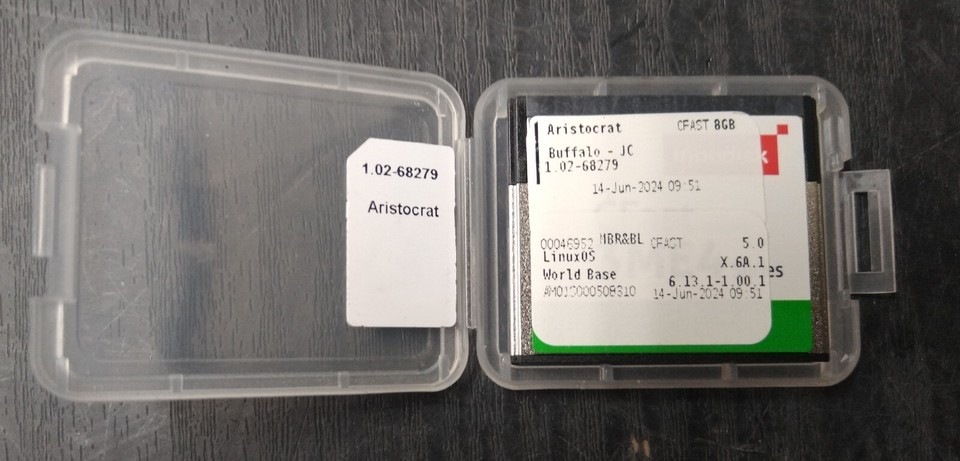 1.02-68279
Aristocrat
Aristocrat CFAST 8GB
Buffalo - JC
1.02-68279
14-Jun-2024 09:51
00046952 MBR&BL CFAST 5.0
LinuxOS X.6A.1
World Base 6.13.1-1.00.1
14-Jun-2024 09:51